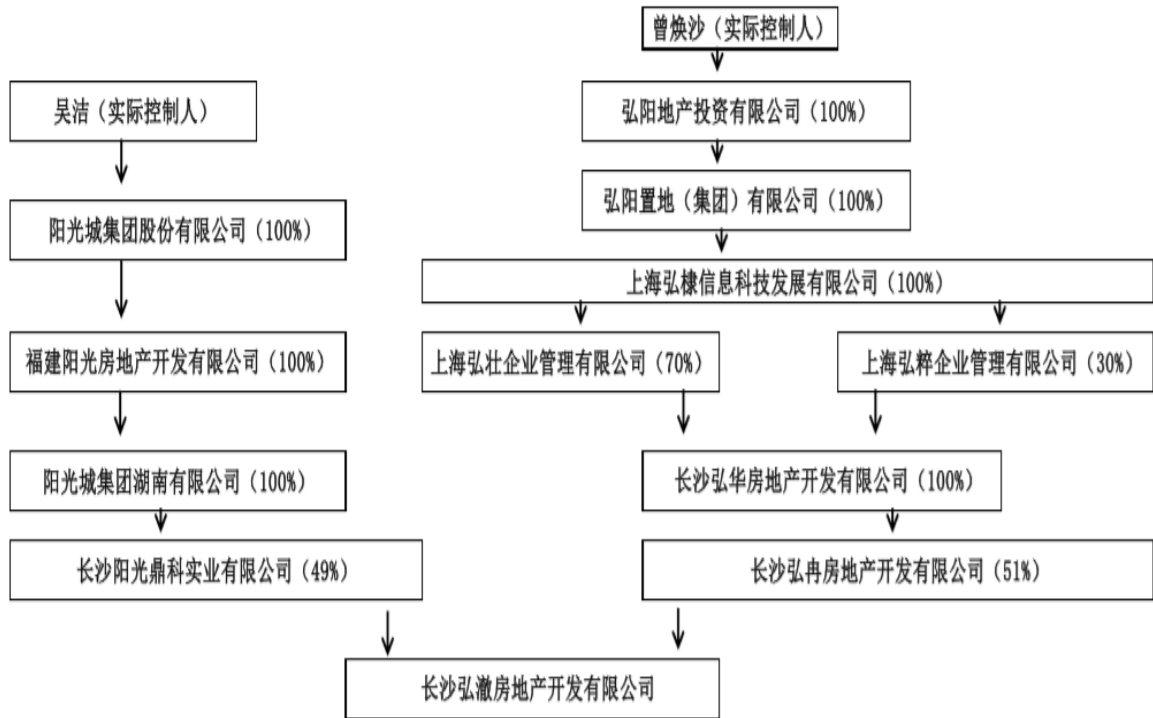 曾焕沙（实际控制人）
吴洁（实际控制人）
弘阳地产投资有限公司（100%）
弘阳置地（集团）有限公司（100%）
阳光城集团股份有限公司（100%）
上海弘棣信息科技发展有限公司（100%）
福建阳光房地产开发有限公司（100%）
上海弘壮企业管理有限公司（70%）
上海弘粹企业管理有限公司（30%）
阳光城集团湖南有限公司（100%）
长沙弘华房地产开发有限公司（100%）
长沙阳光鼎科实业有限公司（49%）
长沙弘冉房地产开发有限公司（51%）
长沙弘澈房地产开发有限公司